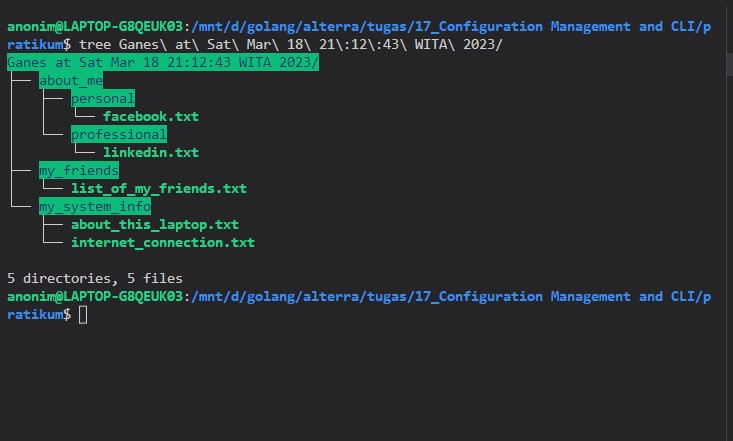 anonim@LAPTOP-G8QEUK03:/mnt/d/golang/alterra/tugas/17_Configuration Management and CLI/p
ratikum$ tree Ganes\ at\ Sat\ Mar\ 18\ 21\:12\:43\ WITA\ 2023/
Ganes at Sat Mar 18 21:12:43 WITA 2023/
├── about_me
│   ├── personal
│   │   └── facebook.txt
│   └── professional
│       └── linkedin.txt
├── my_friends
│   └── list_of_my_friends.txt
└── my_system_info
    ├── about_this_laptop.txt
    └── internet_connection.txt
5 directories, 5 files
anonim@LAPTOP-G8QEUK03:/mnt/d/golang/alterra/tugas/17_Configuration Management and CLI/p
ratikum$